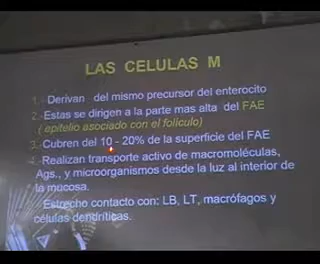 LAS CELULAS M
1.- Derivan del mismo precursor del enterocito
2.- Estas se dirigen a la parte mas alta del FAE
( epitelio asociado con el foliculo)
3.- Cubren del 10 - 20% de la superficie del FAE
4.- Realizan transporte activo de macromoléculas,
Ags., y microorganismos desde la luz al interior de
la mucosa.
Estrecho contacto con: LB, LT, macrófagos y
células dendríticas.